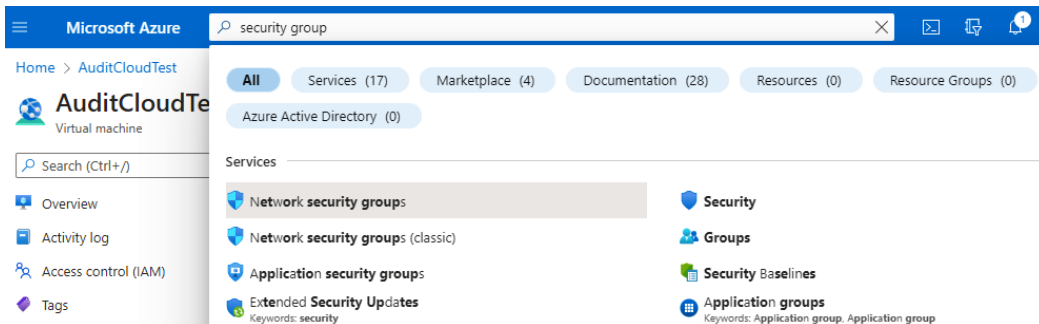 Microsoft Azure
security group
1
Home > AuditCloudTest
AuditCloudTe
Virtual machine
Search (Ctrl+/)
Overview
Activity log
Access control (IAM)
Tags
All Services (17) Marketplace (4) Documentation (28) Resources (0) Resource Groups (0)
Azure Active Directory (0)
Services
Network security groups
Network security groups (classic)
Application security groups
Extended Security Updates
Keywords: security
Security
Groups
Security Baselines
Application groups
Keywords: Application group, Application group